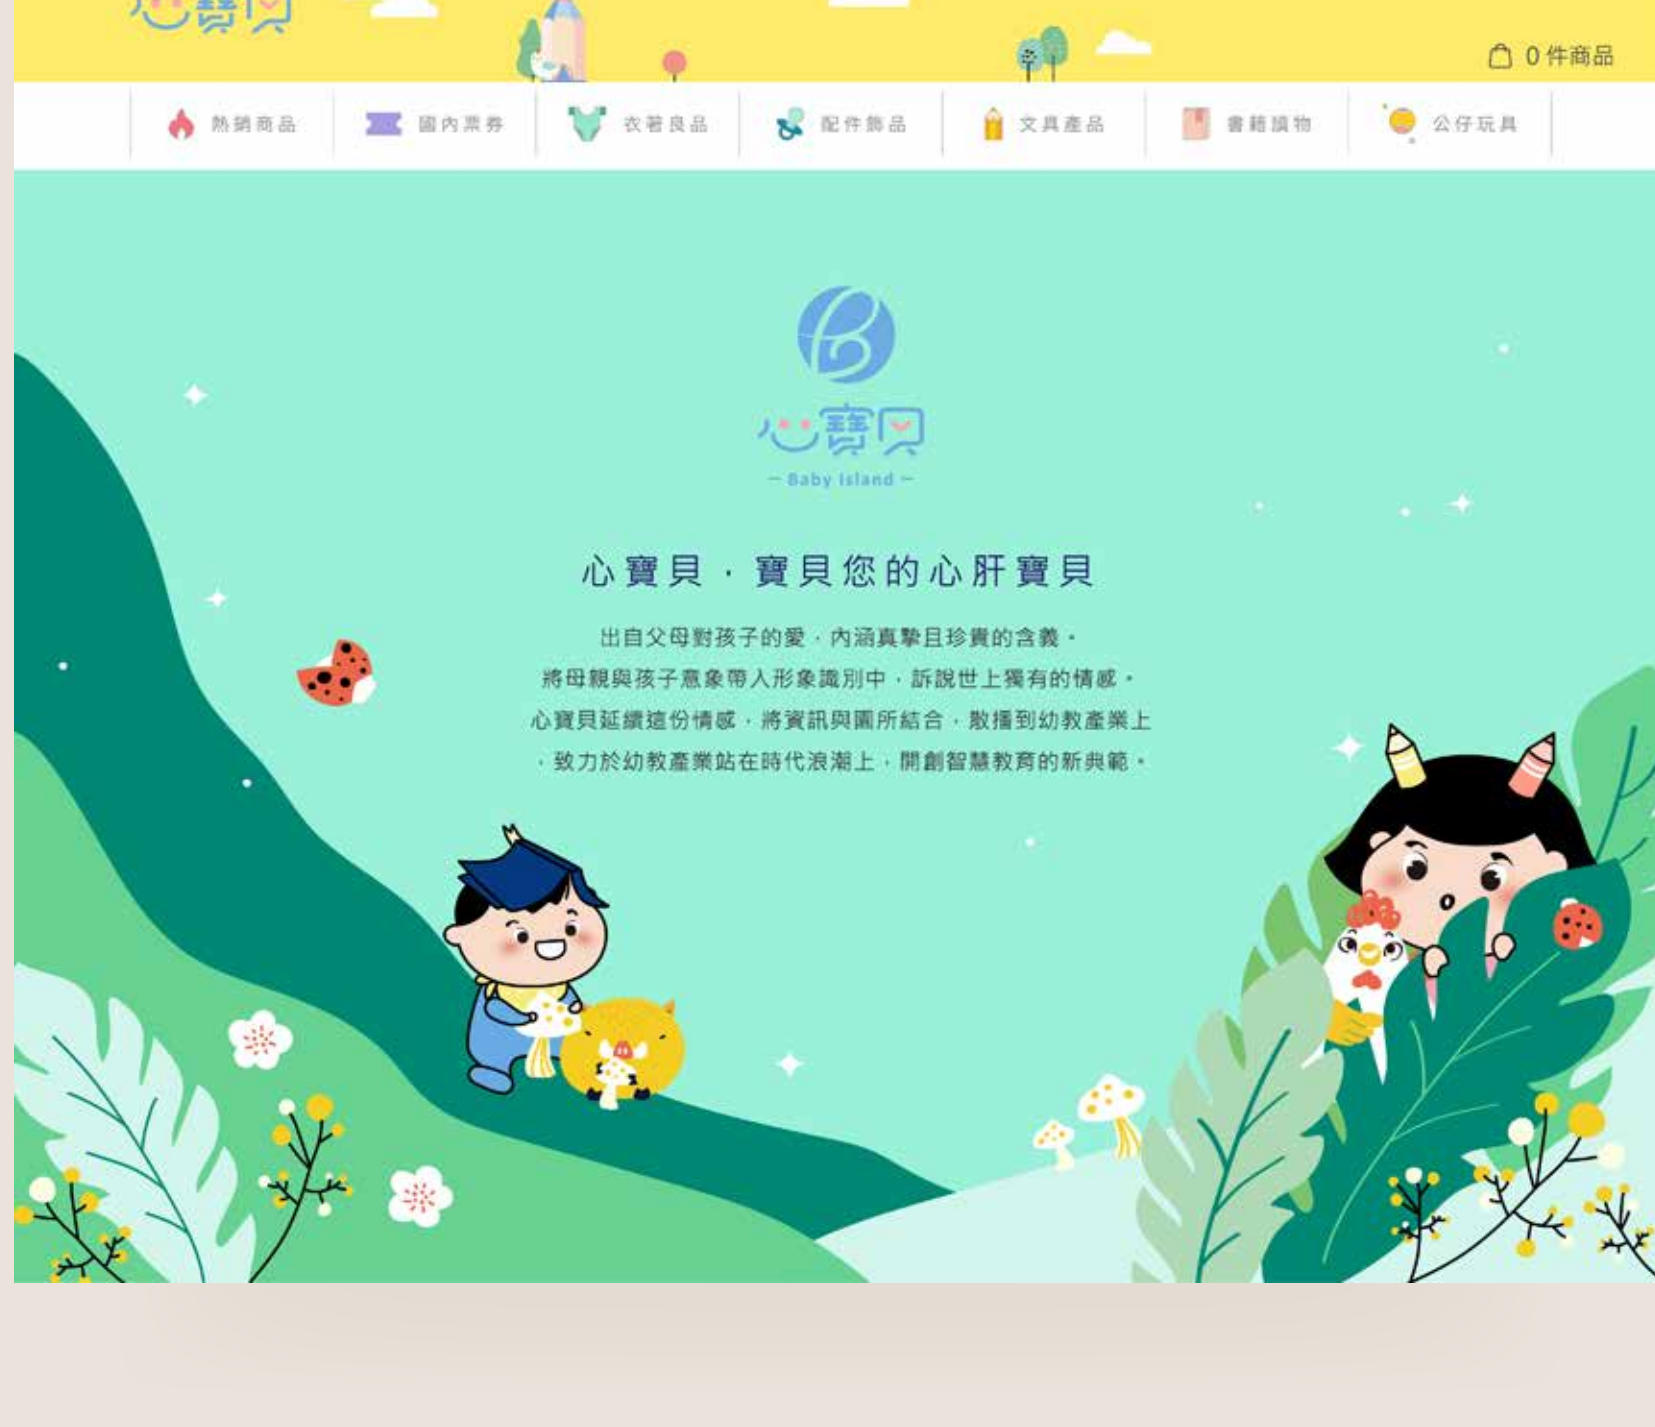 心寶貝
0 件商品
熱銷商品
國內票券
衣著良品
配件飾品
文具產品
書籍讀物
公仔玩具
心寶貝
– Baby Island –
心寶貝．寶貝您的心肝寶貝
出自父母對孩子的愛，內涵真摯且珍貴的含義。
將母親與孩子意象帶入形象識別中，訴說世上獨有的情感。
心寶貝延續這份情感，將資訊與園所結合，散播到幼教產業上
，致力於幼教產業站在時代浪潮上，開創智慧教育的新典範。